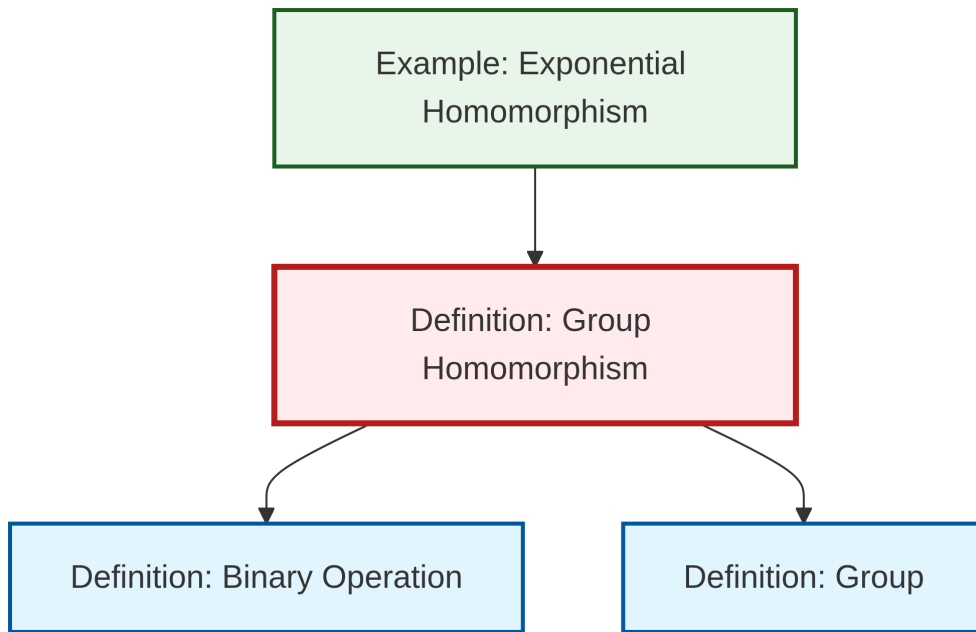 Example: Exponential
Homomorphism
Definition: Group
Homomorphism
Definition: Binary Operation
Definition: Group